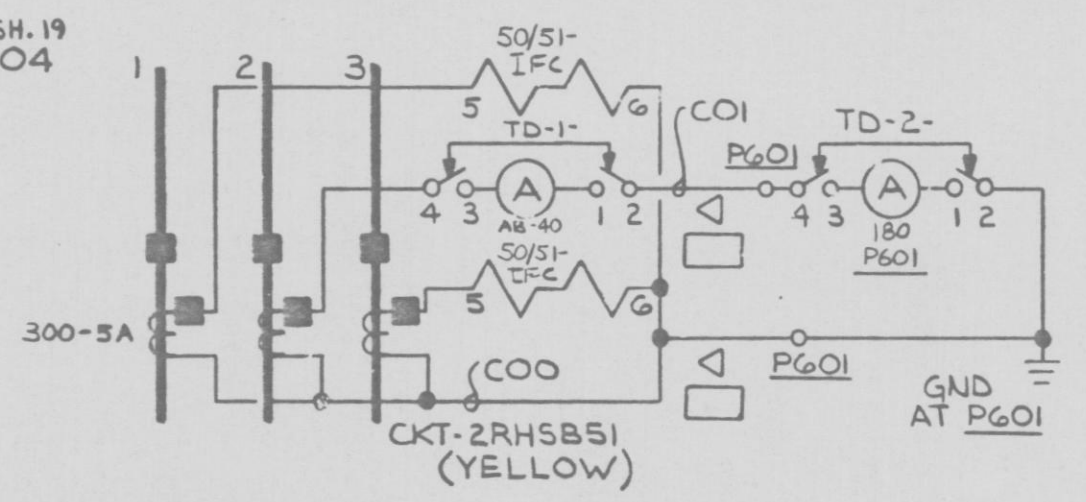 SH. 19
04
1 2 3
50/51-
IFC
5 6
TD-1-
CO1
P601
TD-2-
4 3 A 1 2
AB-40
4 3 A 1 2
180
P601
50/51-
IFC
5 6
300-5A
COO
P601
GND
AT P601
CKT-2RHSB51
(YELLOW)